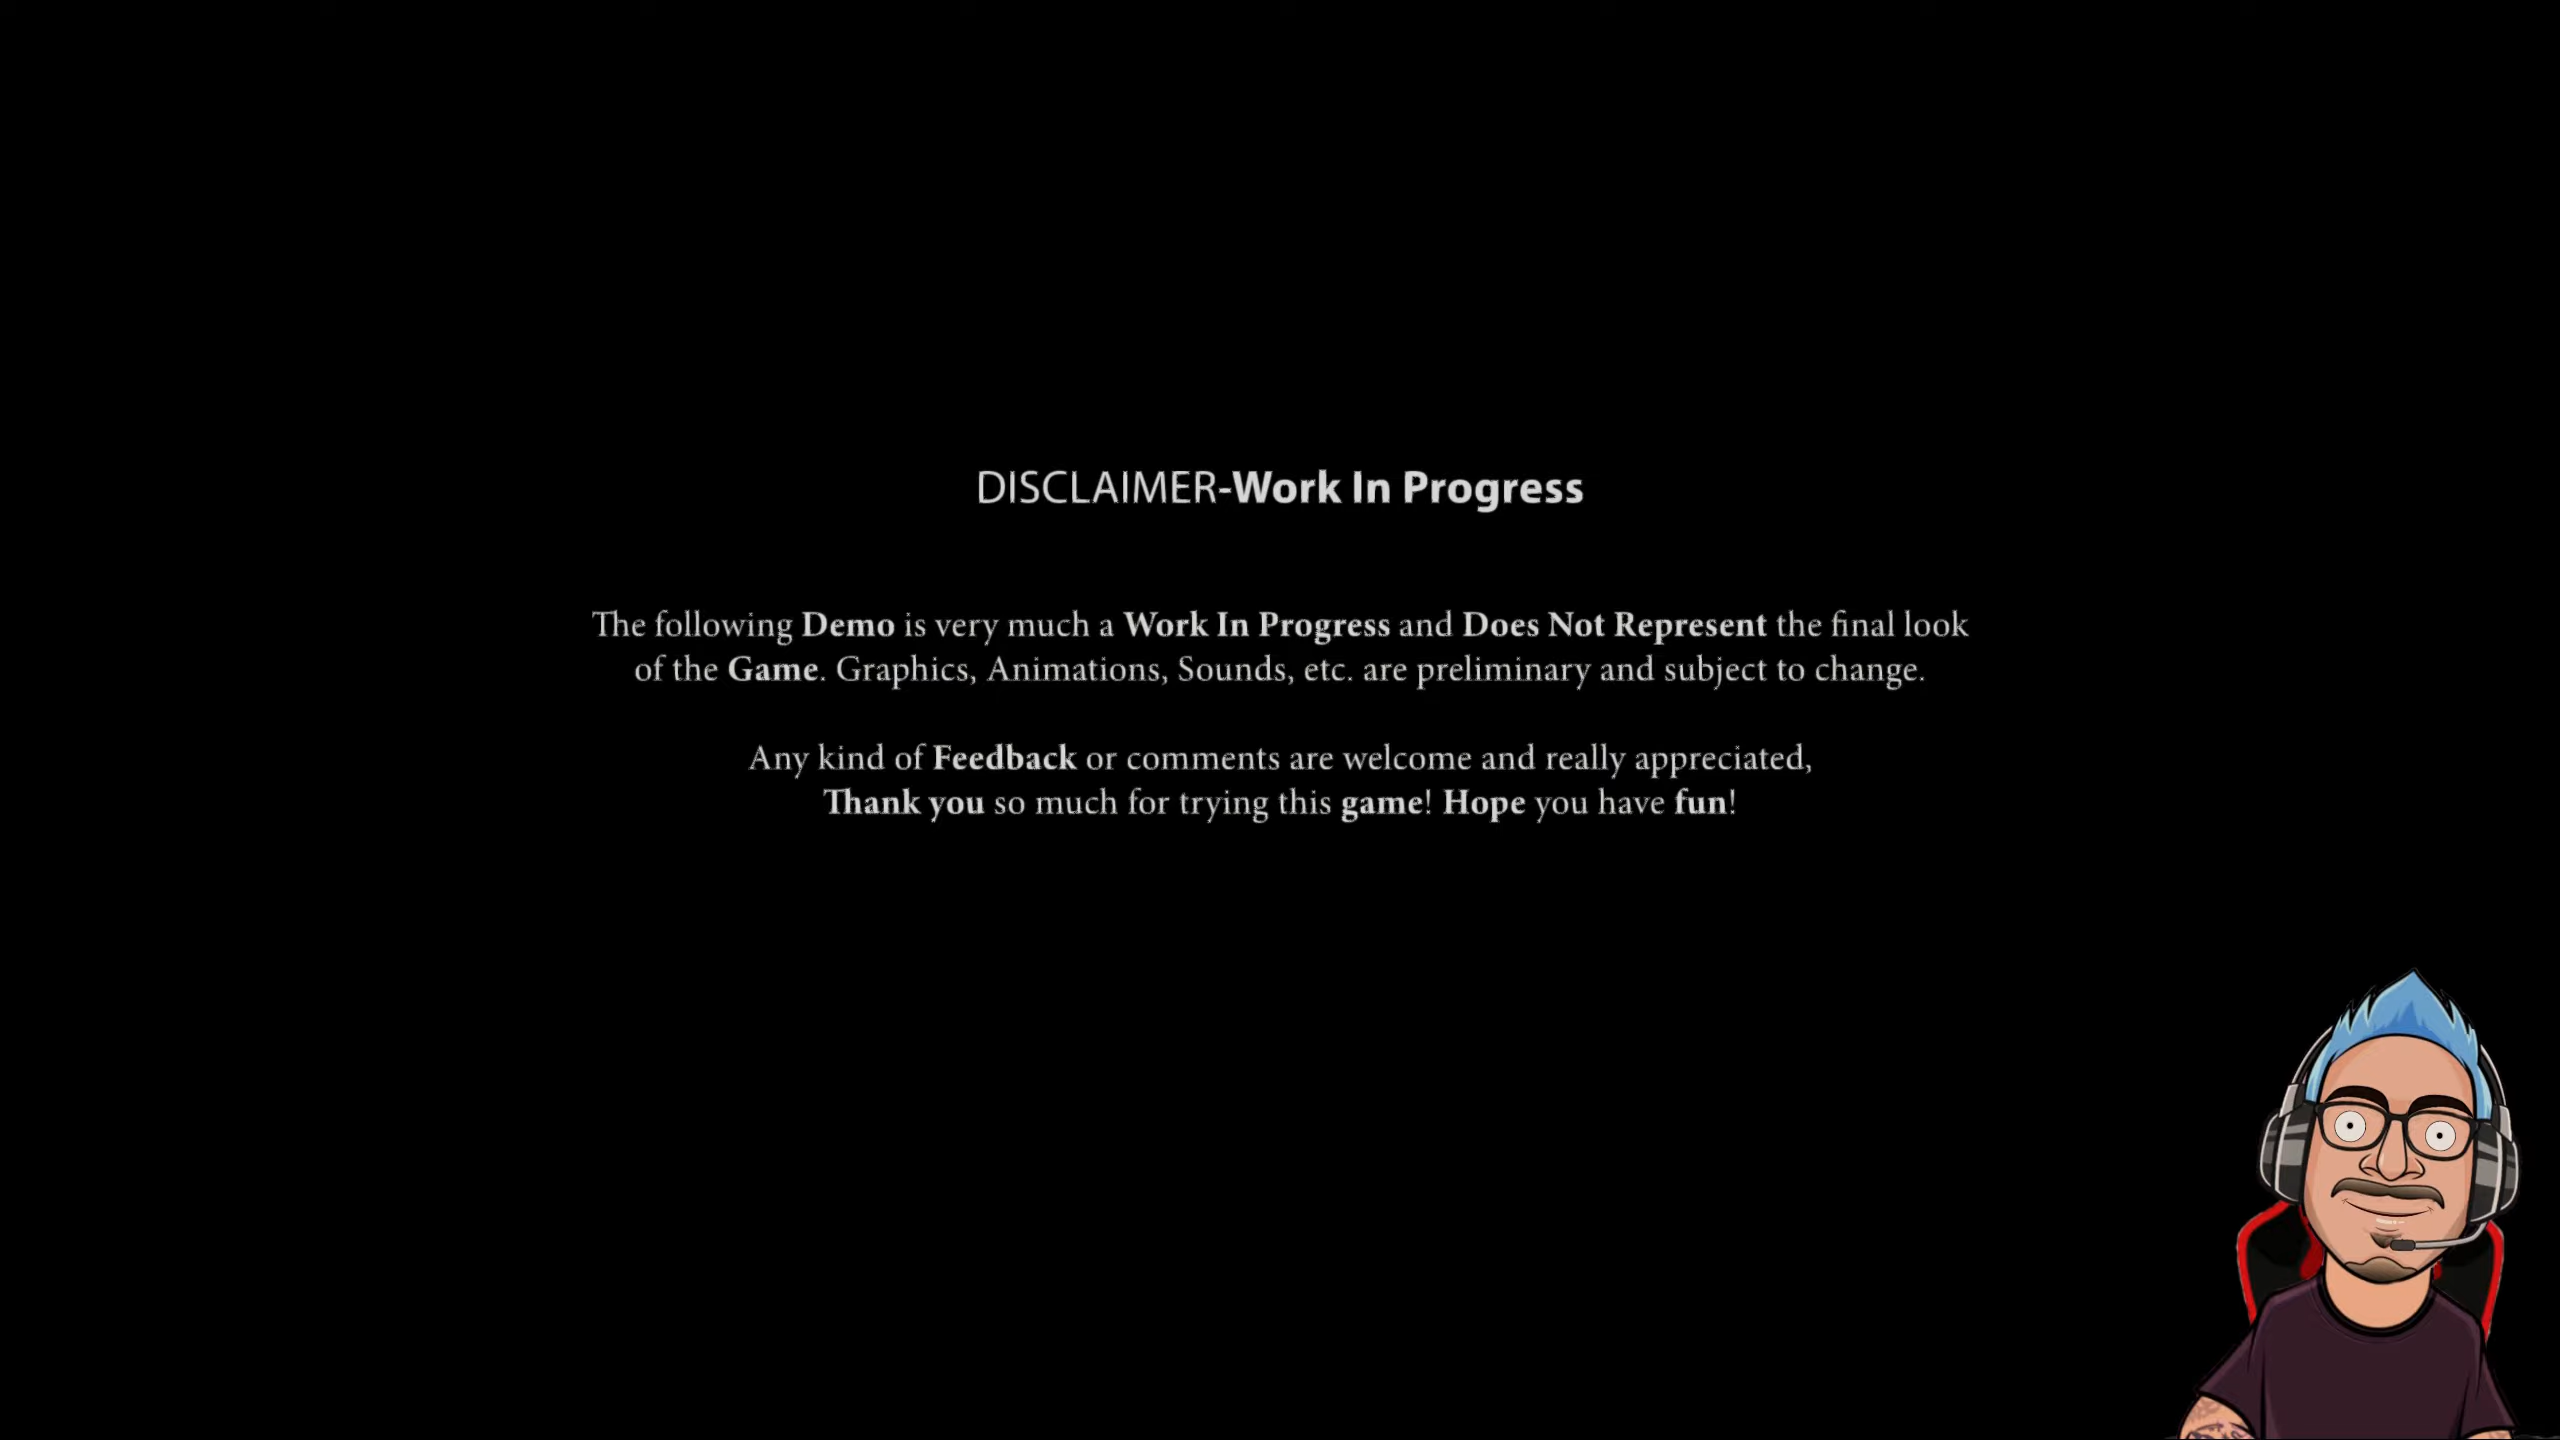 DISCLAIMER-Work In Progress
The following Demo is very much a Work In Progress and Does Not Represent the final look
of the Game. Graphics, Animations, Sounds, etc. are preliminary and subject to change.
Any kind of Feedback or comments are welcome and really appreciated,
Thank you so much for trying this game! Hope you have fun!